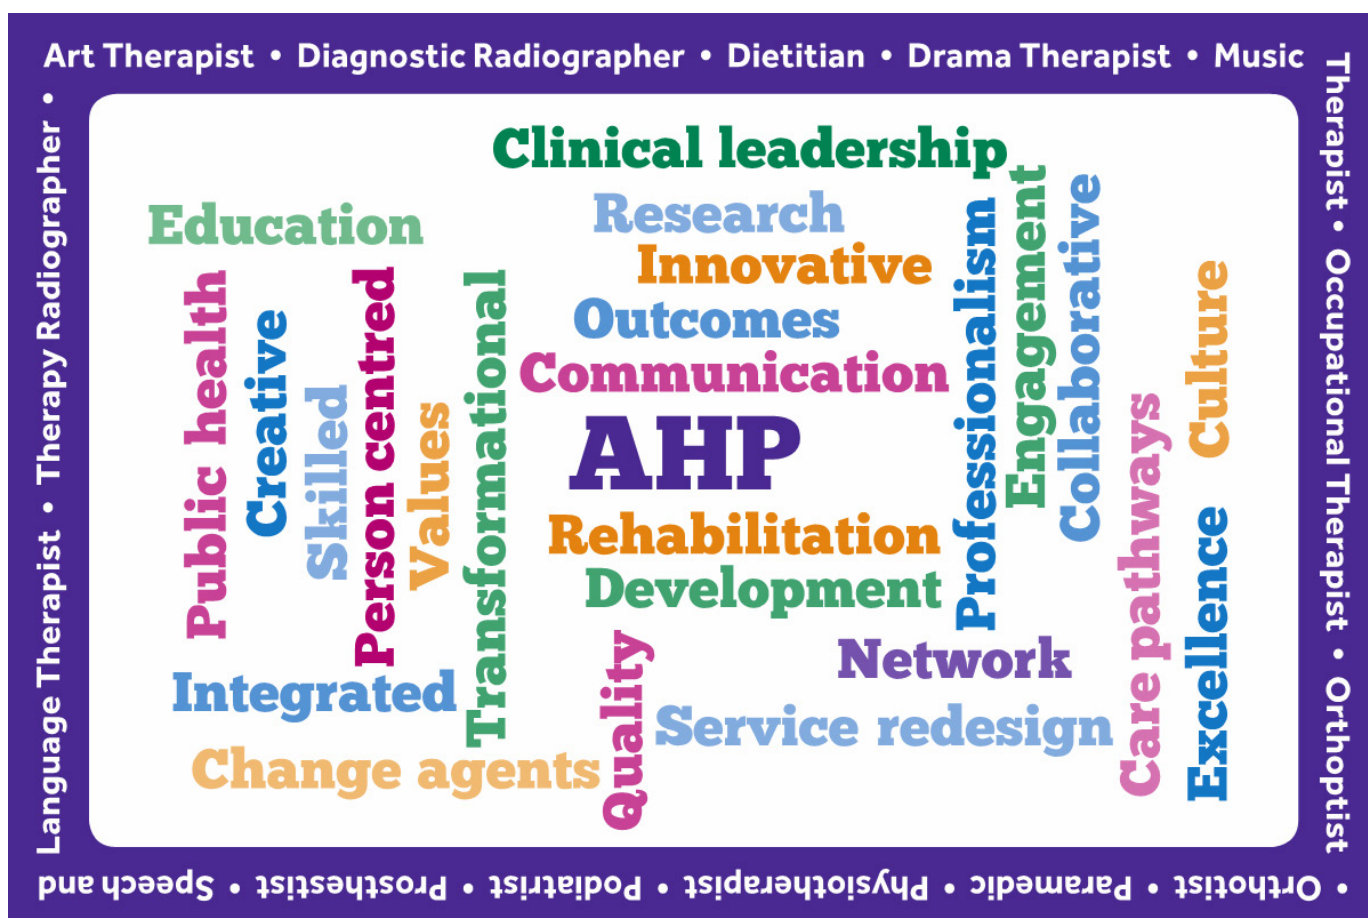 Art Therapist • Diagnostic Radiographer • Dietitian • Drama Therapist • Music
Therapist • Occupational Therapist • Orthoptist
• Orthotist • Paramedic • Physiotherapist • Podiatrist • Prosthestist • Speech and
Language Therapist • Therapy Radiographer •
Clinical leadership
Education
Research
Innovative
Outcomes
Communication
AHP
Rehabilitation
Development
Network
Service redesign
Integrated
Change agents
Public health
Creative
Skilled
Person centred
Values
Transformational
Quality
Professionalism
Engagement
Collaborative
Care pathways
Culture
Excellence